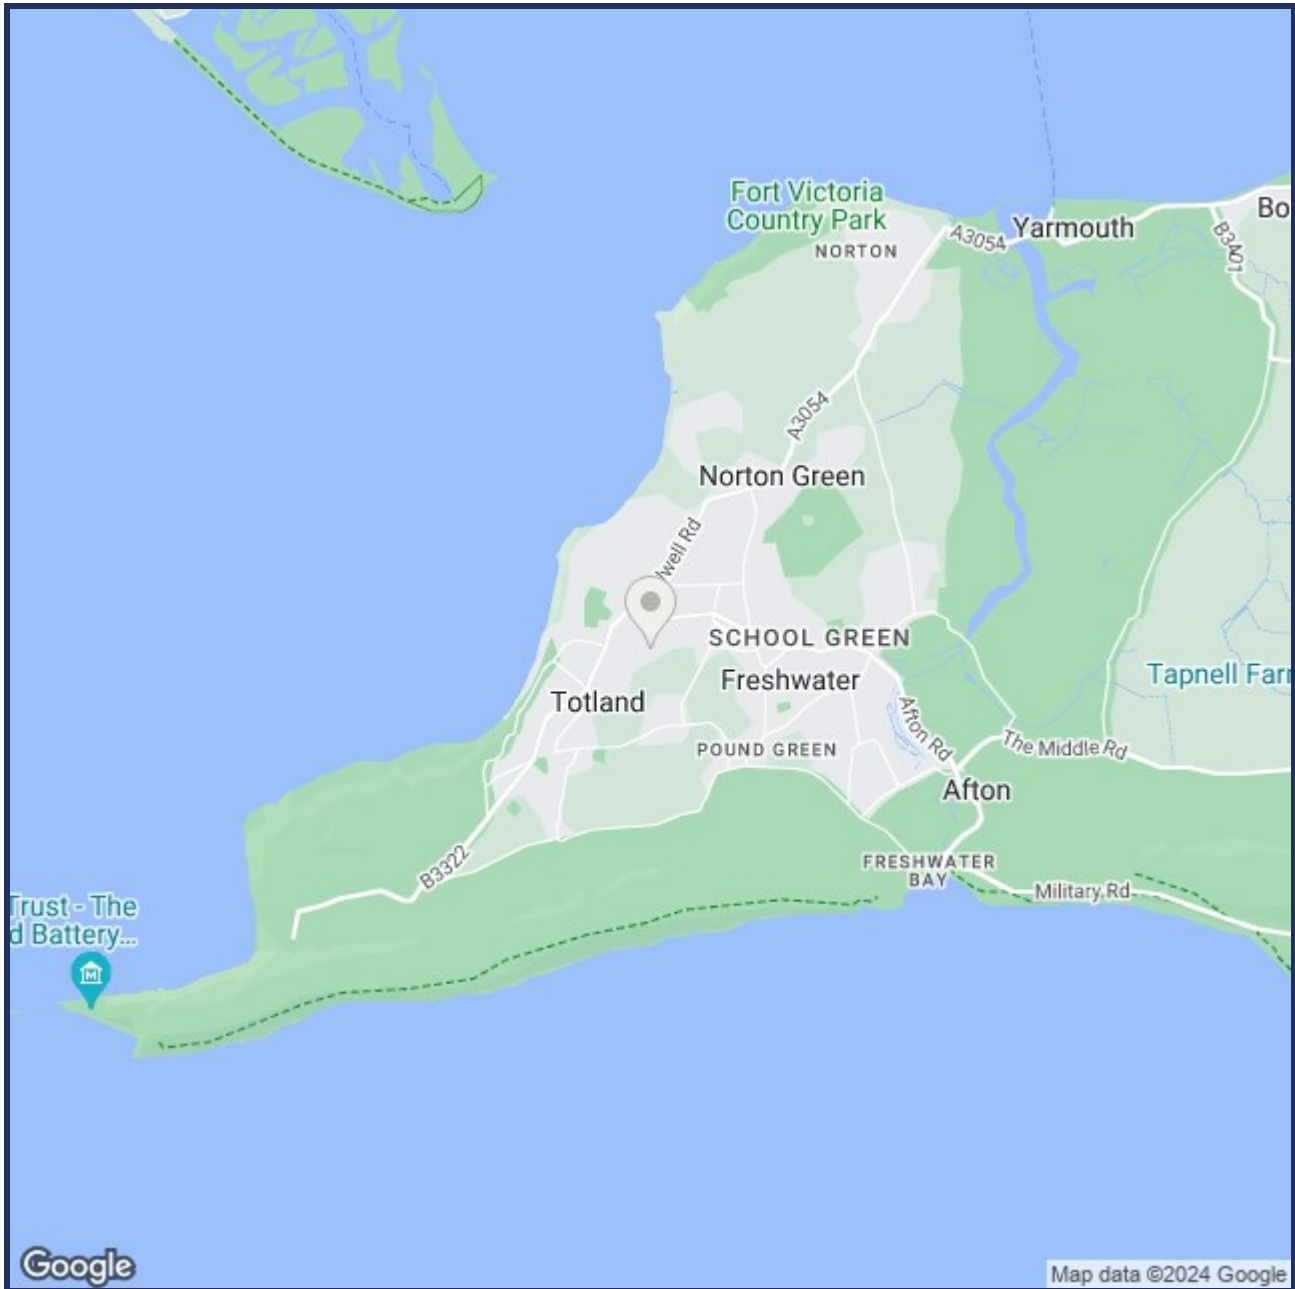 Fort Victoria
Country Park
NORTON
A3054
Yarmouth
Bo
B3401
A3054
Norton Green
lwell Rd
SCHOOL GREEN
Freshwater
Tapnell Farm
Totland
Afton Rd
POUND GREEN
The Middle Rd
Afton
B3322
FRESHWATER
BAY
Military Rd
Trust - The
d Battery...
M
Google
Map data ©2024 Google